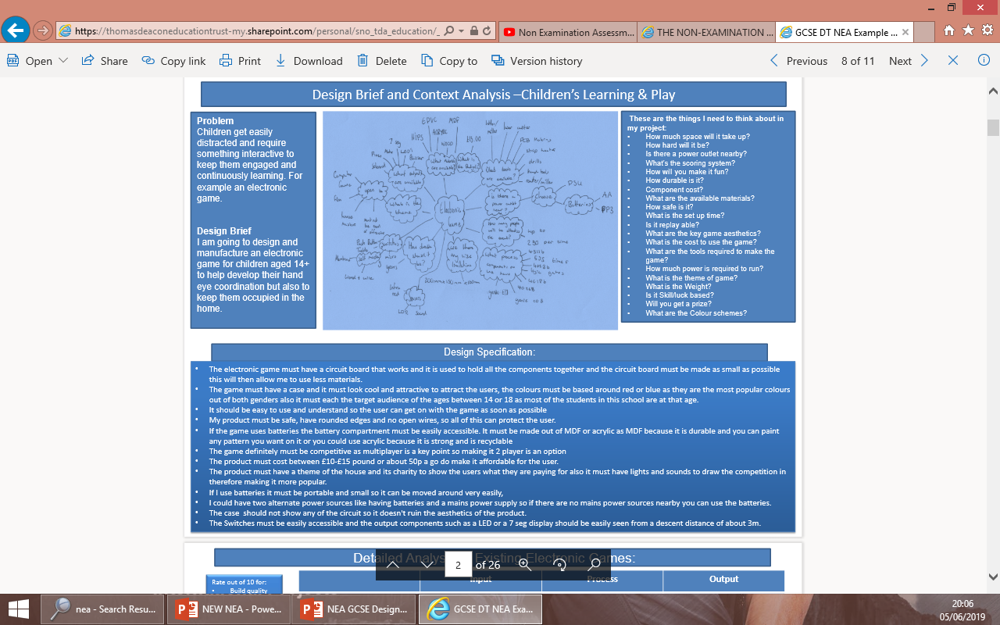 https://thomasdeaconeducationtrust-my.sharepoint.com/personal/sno_tda_education/_
Non Examination Assessm...
THE NON-EXAMINATION ...
GCSE DT NEA Example ...
Open
Share
Copy link
Print
Download
Delete
Copy to
Version history
Previous
8 of 11
Next
Design Brief and Context Analysis –Children's Learning & Play
Problem
Children get easily
distracted and require
something interactive to
keep them engaged and
continuously learning. For
example an electronic
game.
Design Brief
I am going to design and
manufacture an electronic
game for children aged 14+
to help develop their hand
eye coordination but also to
keep them occupied in the
home.
EDVC
MDF
HIPS
ACRYLIC
WOOD
£15.00
7 seg
LED's
Buzzer
PCB
drills
router/miller
PSU
Choice
Batteries
AA
PP3
Electronic
Game
What is the
theme
open to
Computer
Game
up to
250 per time
555 timers
logic gates
4026B
200mm x 150mm x 100mm
LDR
Sound
These are the things I need to think about in
my project:
• How much space will it take up?
• How hard will it be?
• Is there a power outlet nearby?
• What's the scoring system?
• How will you make it fun?
• How durable is it?
• Component cost?
• What are the available materials?
• How safe is it?
• What is the set up time?
• Is it replay able?
• What are the key game aesthetics?
• What is the cost to use the game?
• What are the tools required to make the
game?
• How much power is required to run?
• What is the theme of game?
• What is the Weight?
• Is it Skill/luck based?
• Will you get a prize?
• What are the Colour schemes?
Design Specification:
• The electronic game must have a circuit board that works and it is used to hold all the components together and the circuit board must be made as small as possible
this will then allow me to use less materials.
• The game must have a case and it must look cool and attractive to attract the users, the colours must be based around red or blue as they are the most popular colours
out of both genders also it must each the target audience of the ages between 14 or 18 as most of the students in this school are at that age.
• It should be easy to use and understand so the user can get on with the game as soon as possible
• My product must be safe, have rounded edges and no open wires, so all of this can protect the user.
• If the game uses batteries the battery compartment must be easily accessible. It must be made out of MDF or acrylic as MDF because it is durable and you can paint
any pattern you want on it or you could use acrylic because it is strong and is recyclable
• The game definitely must be competitive as multiplayer is a key point so making it 2 player is an option
• The product must cost between £10-£15 pound or about 50p a go do make it affordable for the user.
• The product must have a theme of the house and its charity to show the users what they are paying for also it must have lights and sounds to draw the competition in
therefore making it more popular.
• If I use batteries it must be portable and small so it can be moved around very easily,
• I could have two alternate power sources like having batteries and a mains power supply so if there are no mains power sources nearby you can use the batteries.
• The case should not show any of the circuit so it doesn't ruin the aesthetics of the product.
• The Switches must be easily accessible and the output components such as a LED or a 7 seg display should be easily seen from a descent distance of about 3m.
Detailed Analysis Existing Electronic Games:
2 of 26
Rate out of 10 for:
• Build quality
Input
Process
Output
nea - Search Resu...
NEW NEA - Powe...
NEA GCSE Design...
GCSE DT NEA Exa...
20:06
05/06/2019